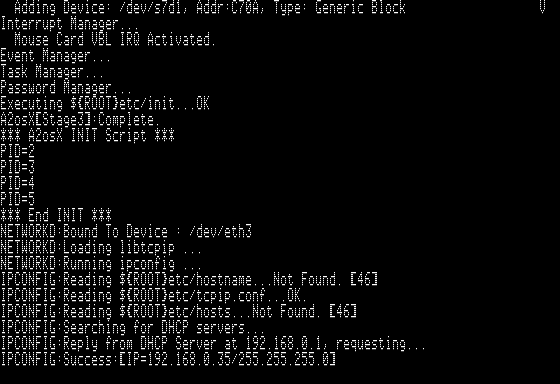 Adding Device: /dev/s7d1, Addr:C70A, Type: Generic Block V
Interrupt Manager...
  Mouse Card VBL IRQ Activated.
Event Manager...
Task Manager...
Password Manager...
Executing ${ROOT}etc/init...OK
A2osX[Stage3]:Complete.
*** A2osX INIT Script ***
PID=2
PID=3
PID=4
PID=5
*** End INIT ***
NETWORKD:Bound To Device : /dev/eth3
NETWORKD:Loading libtcpip ...
NETWORKD:Running ipconfig ...
IPCONFIG:Reading ${ROOT}etc/hostname...Not Found. [46]
IPCONFIG:Reading ${ROOT}etc/tcpip.conf...OK.
IPCONFIG:Reading ${ROOT}etc/hosts...Not Found. [46]
IPCONFIG:Searching for DHCP servers...
IPCONFIG:Reply from DHCP Server at 192.168.0.1, requesting...
IPCONFIG:Success:[IP=192.168.0.35/255.255.255.0]